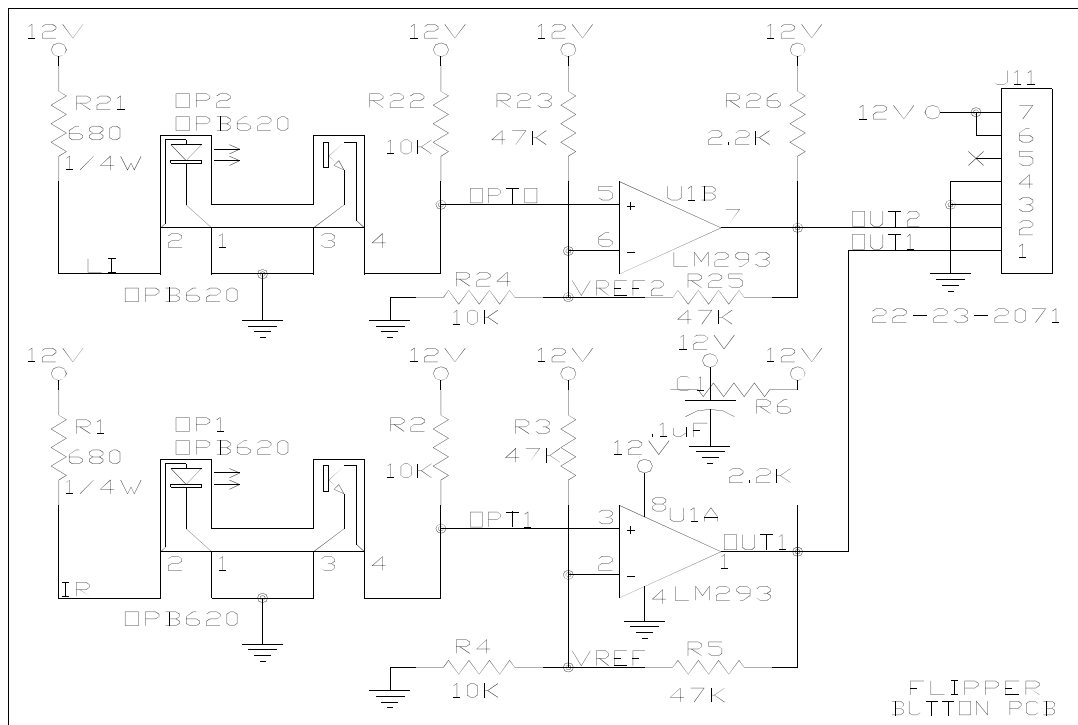 12V 12V 12V 12V
J11
R21
680
1/4W
OP2
OPB620
R22
10K
R23
47K
R26
2.2K
12V
7
6
5
4
3
2
1
OPTO
5
+
6
-
U1B
7
LM293
OUT2
OUT1
2 1 3 4
LI
OPB620
R24
10K
VREF2
R25
47K
22-23-2071
12V 12V 12V 12V 12V
C1
.1uF
R6
2.2K
R1
680
1/4W
OP1
OPB620
R2
10K
R3
47K
12V
8
U1A
OPT1
3
+
2
-
OUT1
1
4
LM293
2 1 3 4
IR
OPB620
R4
10K
VREF
R5
47K
FLIPPER
BUTTON PCB